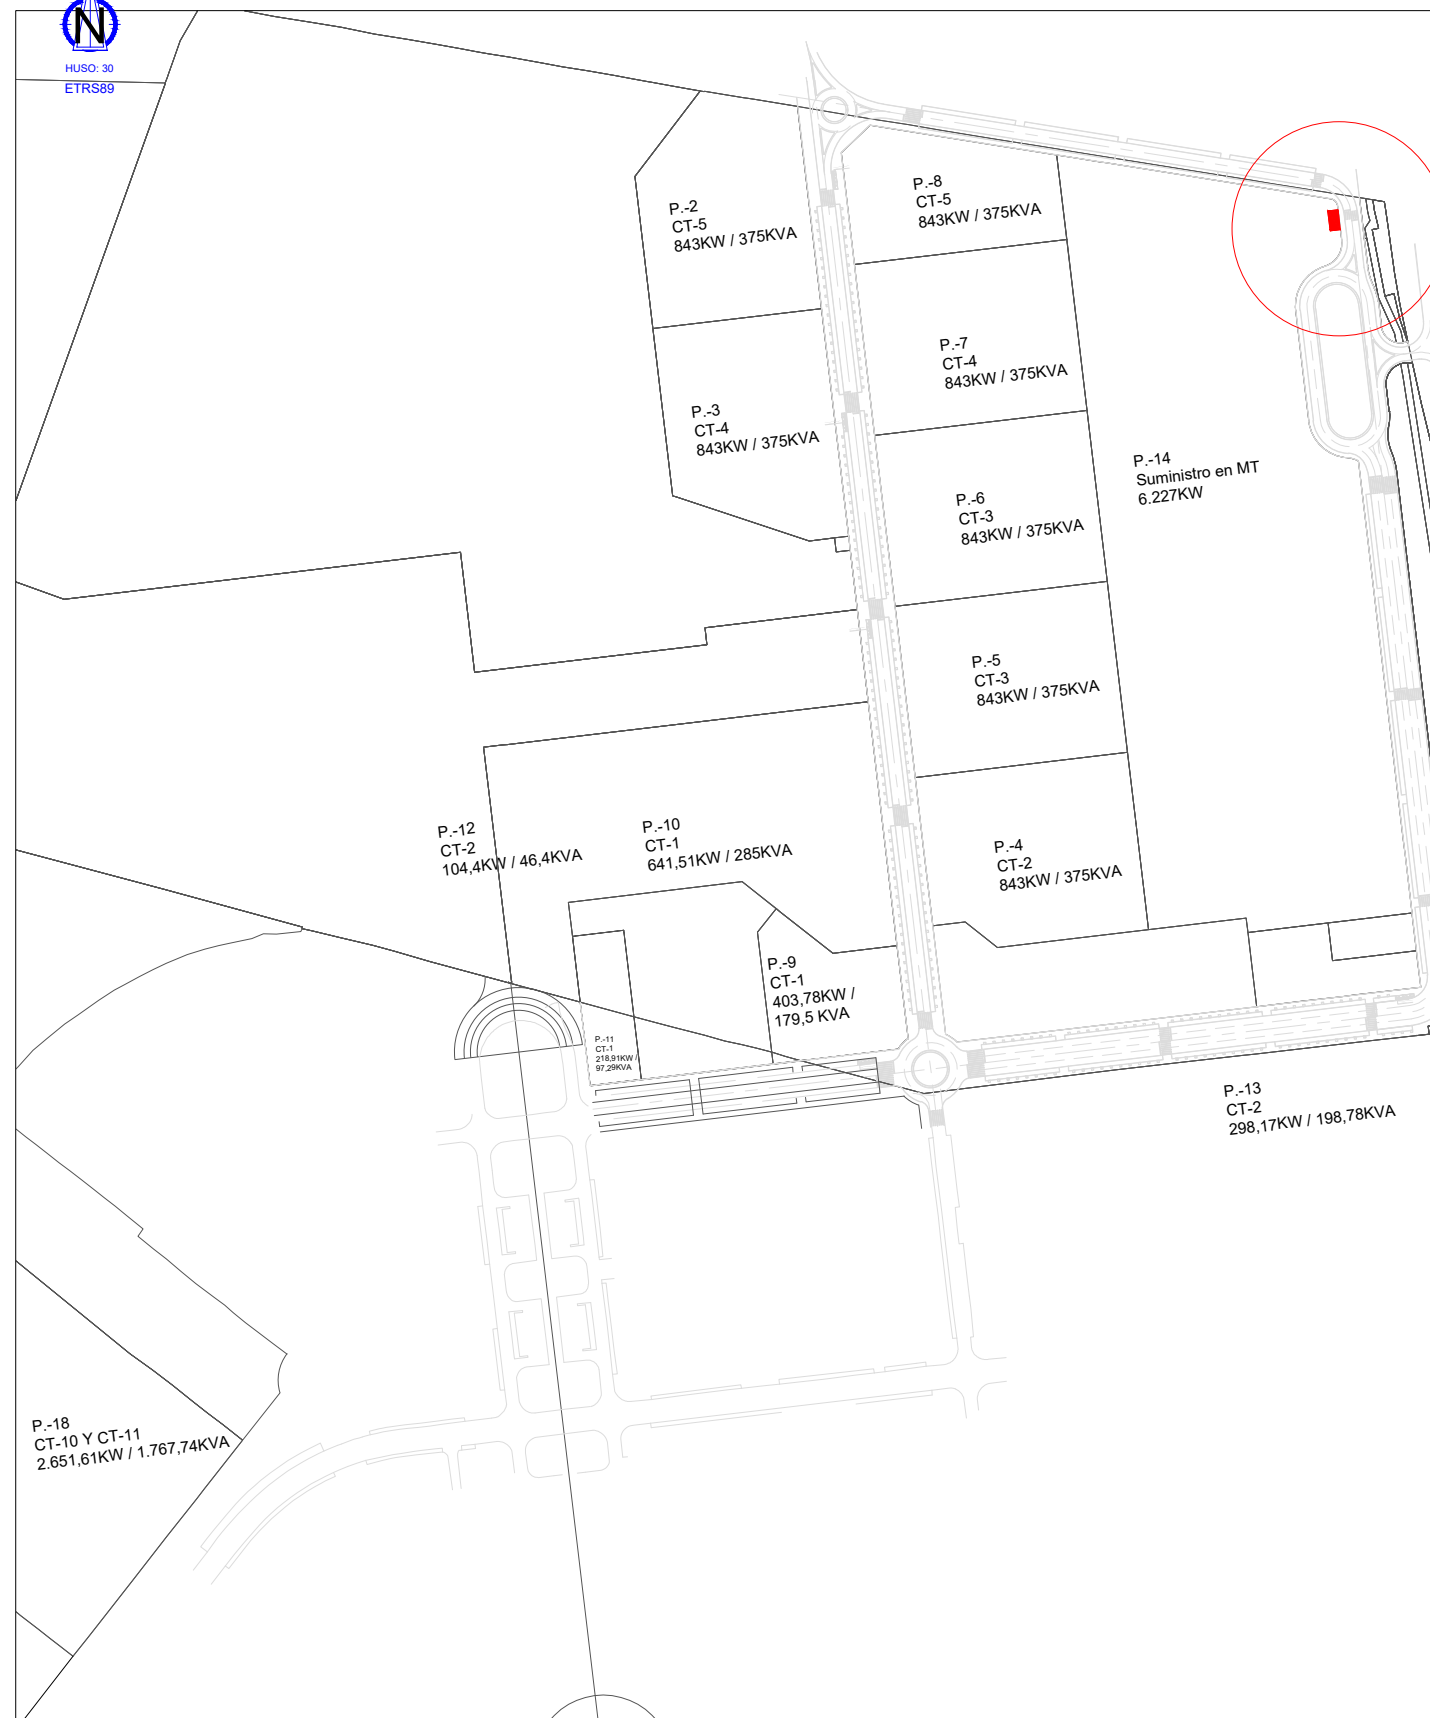 N
HUSO: 30
ETRS89
P.-2
CT-5
843KW / 375KVA
P.-8
CT-5
843KW / 375KVA
P.-7
CT-4
843KW / 375KVA
P.-3
CT-4
843KW / 375KVA
P.-14
Suministro en MT
6.227KW
P.-6
CT-3
843KW / 375KVA
P.-5
CT-3
843KW / 375KVA
P.-12
CT-2
104,4KW / 46,4KVA
P.-10
CT-1
641,51KW / 285KVA
P.-4
CT-2
843KW / 375KVA
P.-9
CT-1
403,78KW /
179,5 KVA
P.-11
CT-1
218,91KW /
97,29KVA
P.-13
CT-2
298,17KW / 198,78KVA
P.-18
CT-10 Y CT-11
2.651,61KW / 1.767,74KVA